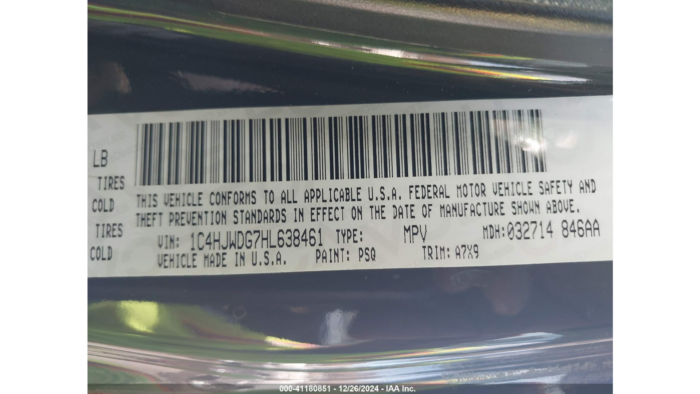 LB
TIRES
COLD
TIRES
COLD
THIS VEHICLE CONFORMS TO ALL APPLICABLE U.S.A. FEDERAL MOTOR VEHICLE SAFETY AND
THEFT PREVENTION STANDARDS IN EFFECT ON THE DATE OF MANUFACTURE SHOWN ABOVE.
VIN: 1C4HJWDG7HL638461 TYPE: MPV MDH:032714 846AA
VEHICLE MADE IN U.S.A. PAINT: PSQ TRIM: A7X9
000-41180851 - 12/26/2024 - IAA Inc.